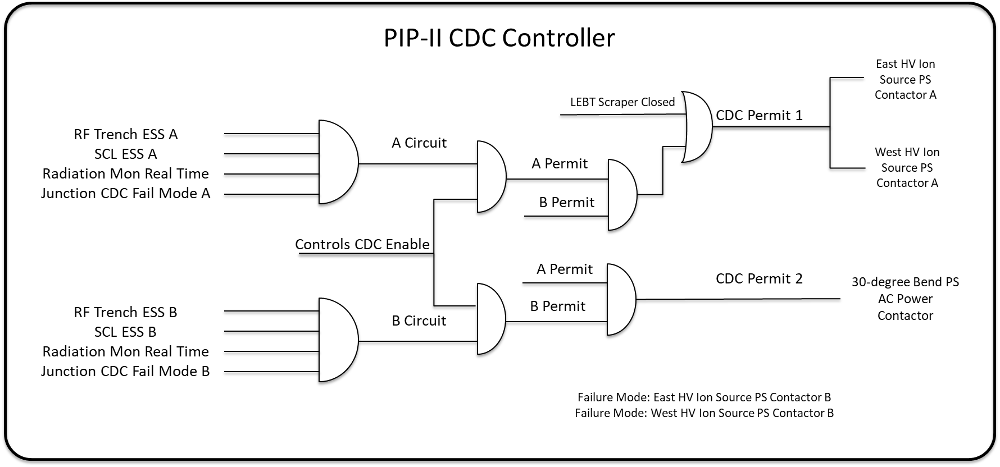 PIP-II CDC Controller
East HV Ion
Source PS
Contactor A
LEBT Scraper Closed
CDC Permit 1
RF Trench ESS A
SCL ESS A
Radiation Mon Real Time
Junction CDC Fail Mode A
A Circuit
A Permit
B Permit
West HV Ion
Source PS
Contactor A
Controls CDC Enable
A Permit
B Permit
CDC Permit 2
30-degree Bend PS
AC Power
Contactor
RF Trench ESS B
SCL ESS B
Radiation Mon Real Time
Junction CDC Fail Mode B
B Circuit
Failure Mode: East HV Ion Source PS Contactor B
Failure Mode: West HV Ion Source PS Contactor B